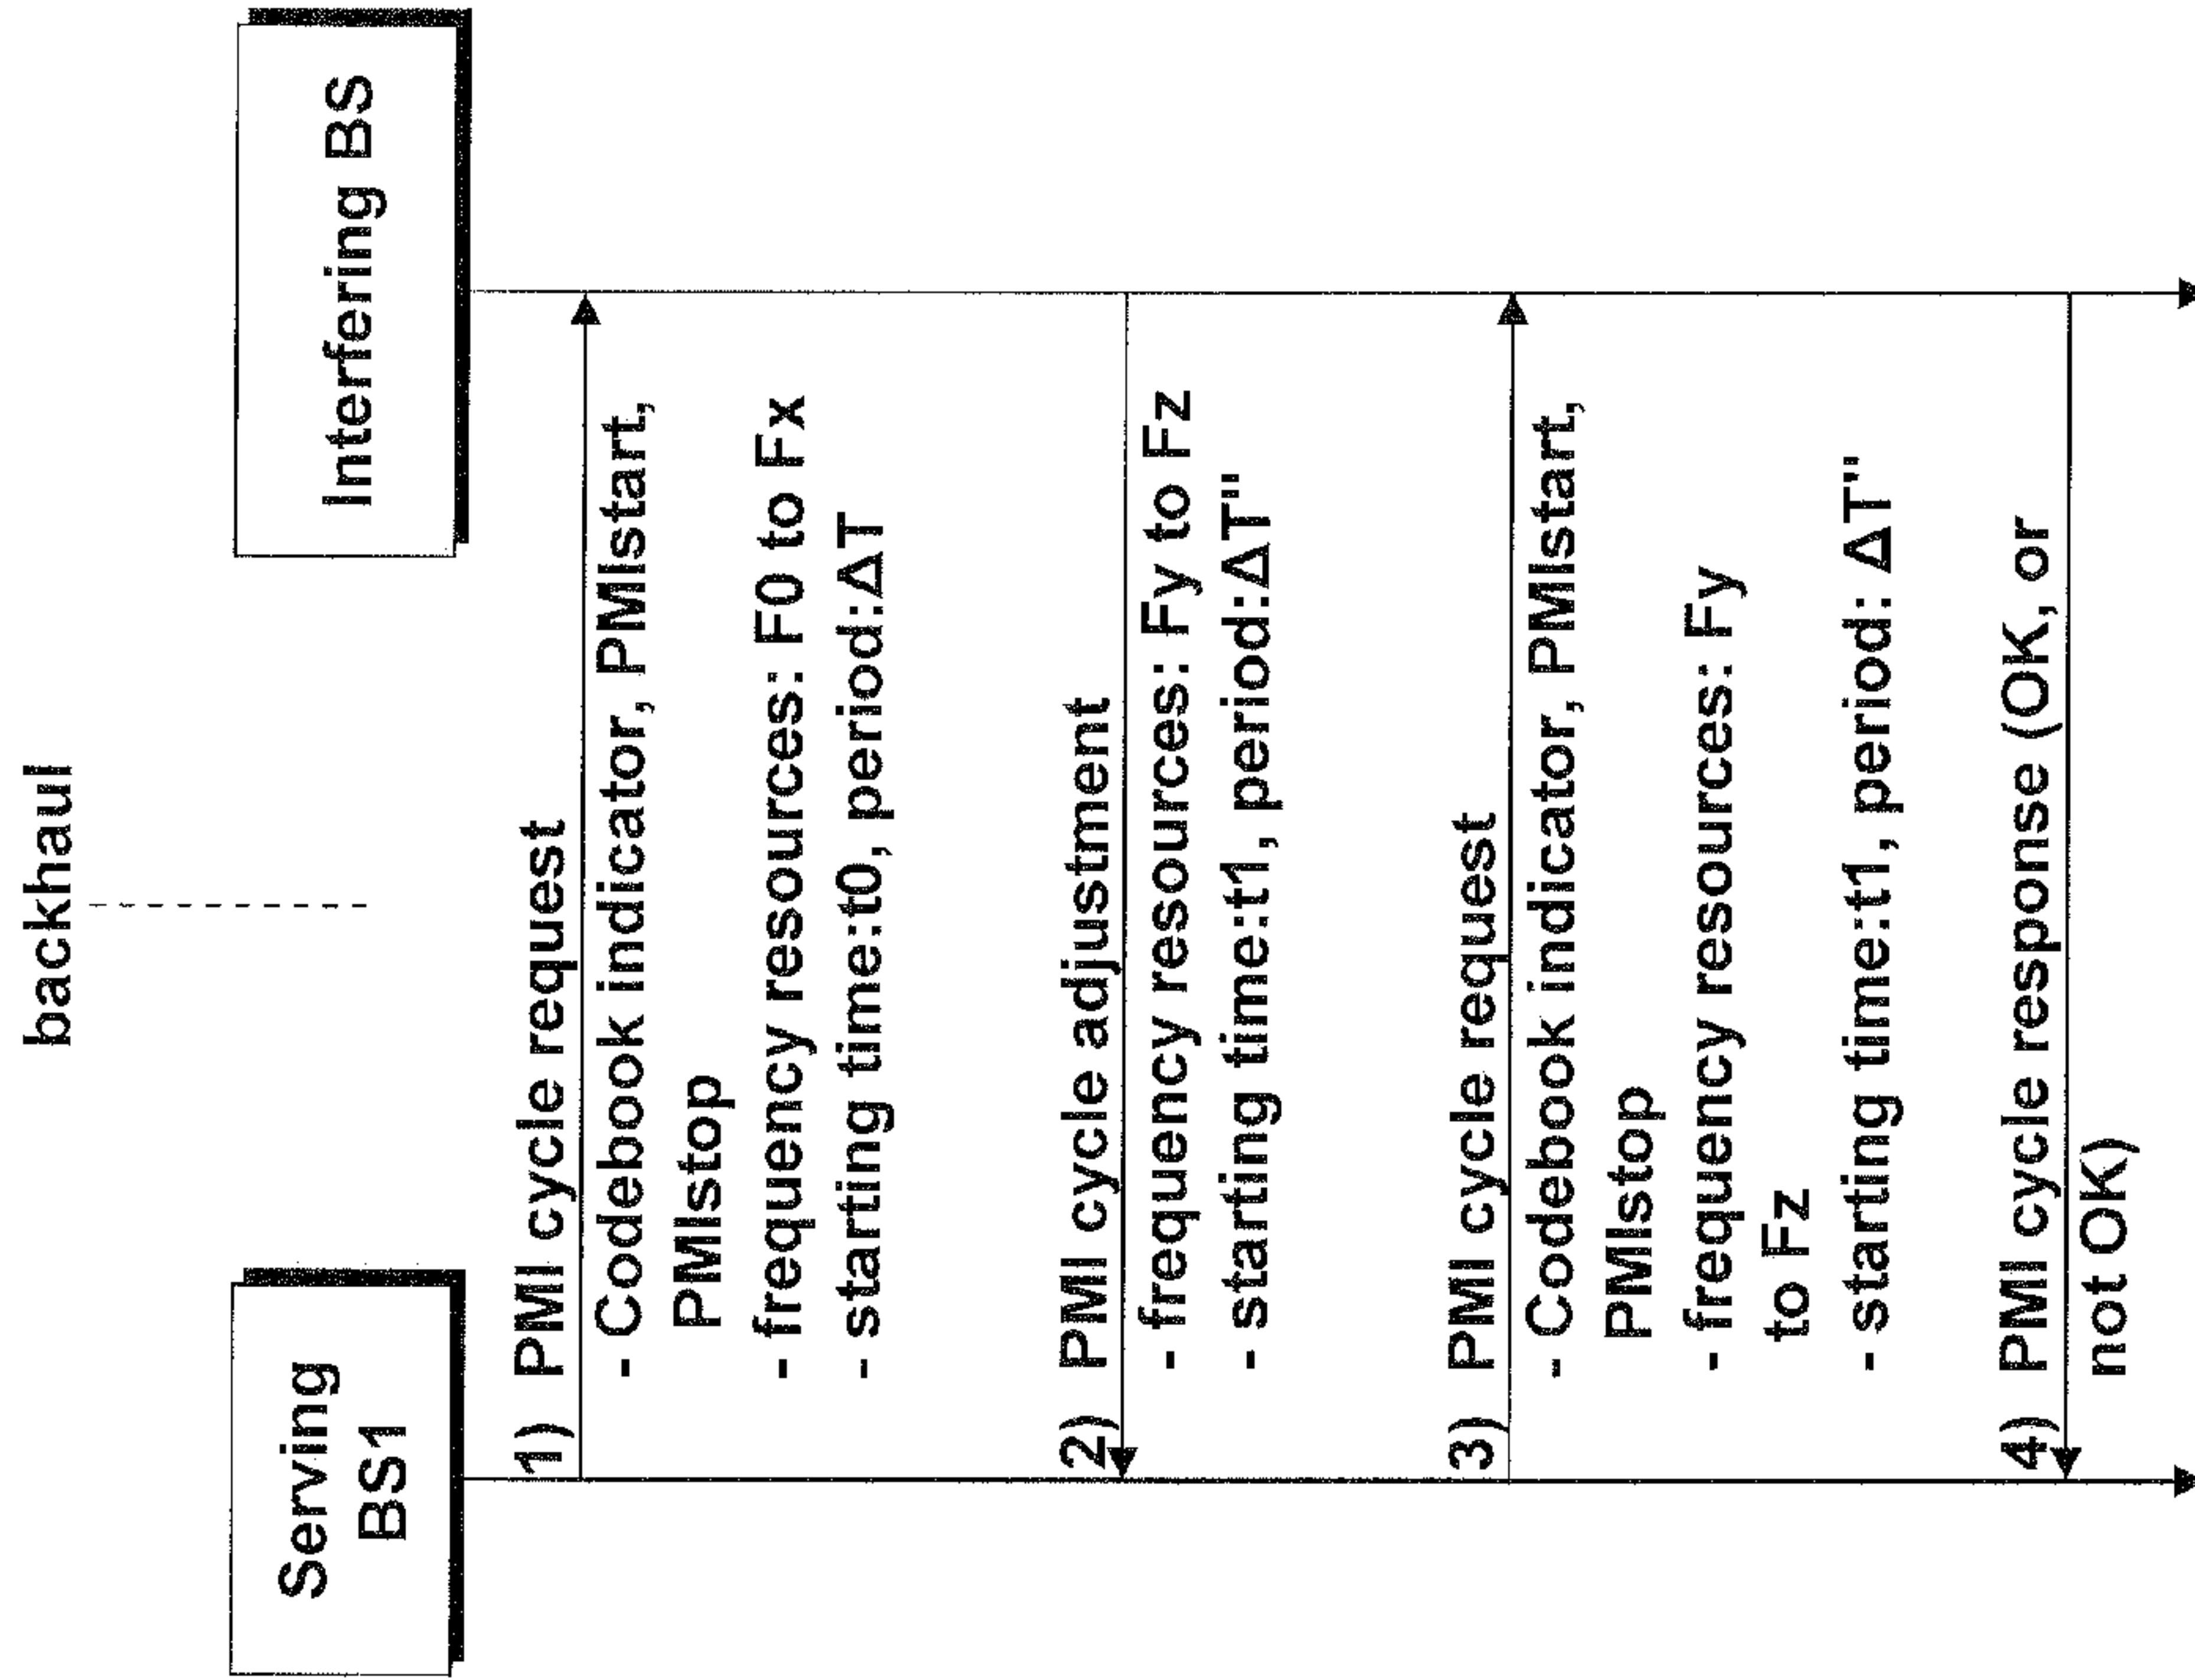 backhaul
Serving
BS1
Interfering BS
1) PMI cycle request
- Codebook indicator, PMIstart,
PMIstop
- frequency resources: F0 to Fx
- starting time:t0, period:ΔT
2) PMI cycle adjustment
- frequency resources: Fy to Fz
- starting time:t1, period:ΔT"
3) PMI cycle request
- Codebook indicator, PMIstart,
PMIstop
- frequency resources: Fy
to Fz
- starting time:t1, period: ΔT"
4) PMI cycle response (OK, or
not OK)